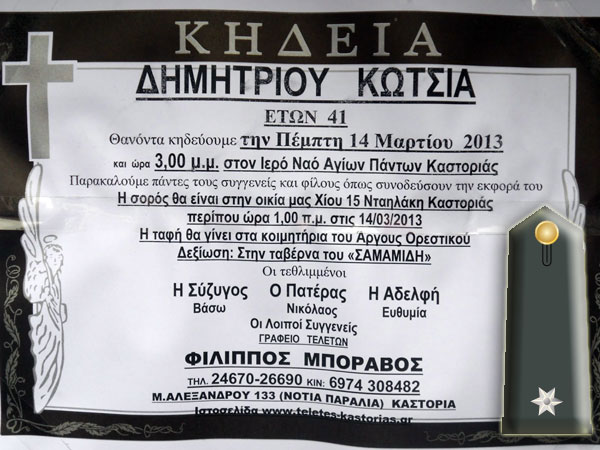 ΚΗΔΕΙΑ
ΔΗΜΗΤΡΙΟΥ ΚΩΤΣΙΑ
ΕΤΩΝ 41
Θανόντα κηδεύουμε την Πέμπτη 14 Μαρτίου 2013
και ώρα 3,00 μ.μ. στον Ιερό Ναό Αγίων Πάντων Καστοριάς
Παρακαλούμε πάντες τους συγγενείς και φίλους όπως συνοδεύσουν την εκφορά του
Η σορός θα είναι στην οικία μας Χίου 15 Νταηλάκη Καστοριάς
περίπου ώρα 1,00 π.μ. στις 14/03/2013
Η ταφή θα γίνει στα κοιμητήρια του Άργους Ορεστικού
Δεξίωση: Στην ταβέρνα του «ΣΑΜΑΜΙΔΗ»
Οι τεθλιμμένοι
Η Σύζυγος Ο Πατέρας Η Αδελφή
Βάσω Νικόλαος Ευθυμία
Οι Λοιποί Συγγενείς
ΓΡΑΦΕΙΟ ΤΕΛΕΤΩΝ
ΦΙΛΙΠΠΟΣ ΜΠΟΡΑΒΟΣ
ΤΗΛ. 24670-26690 ΚΙΝ: 6974 308482
Μ.ΑΛΕΞΑΝΔΡΟΥ 133 (ΝΟΤΙΑ ΠΑΡΑΛΙΑ) ΚΑΣΤΟΡΙΑ
Ιστοσελίδα www.teletes-kastorias.gr